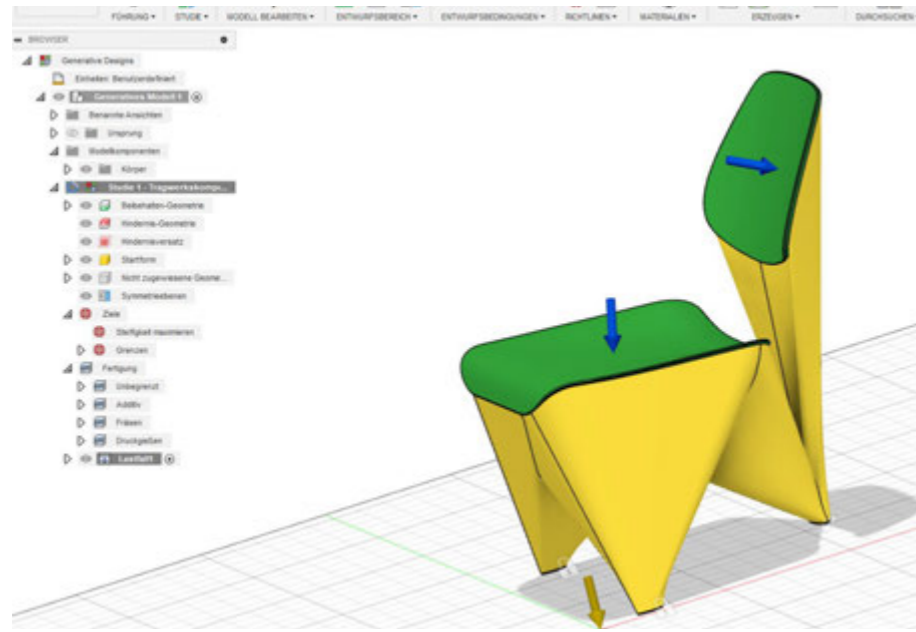 FÜHRUNG STUDIE MODELL BEARBEITEN ENTWURFSBEREICH ENTWURFSBEDINGUNGEN RICHTLINIEN MATERIALIEN ERZEUGEN DURCHSUCHEN
BROWSER
Generative Designs
Einheiten: Benutzerdefiniert
Generatives Modell 1
Benannte Ansichten
Ursprung
Modellkomponenten
Körper
Studie 1 - Tragwerkskompo...
Beibehalten-Geometrie
Hindernis-Geometrie
Hindernisversatz
Startform
Nicht zugewiesene Geome...
Symmetrieebenen
Ziele
Steifigkeit maximieren
Grenzen
Fertigung
Unbegrenzt
Additiv
Fräsen
Druckgießen
Lastfall1